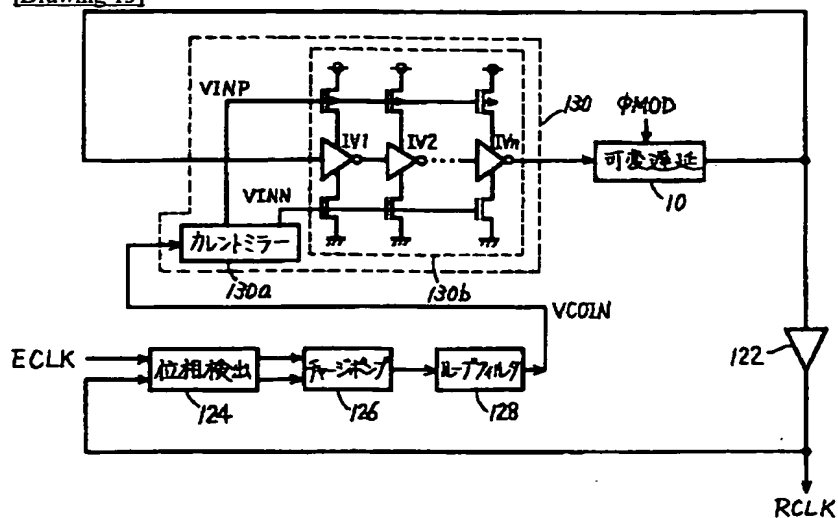 [Drawing 15]
VINP
IV1
IV2
IVn
130
ΦMOD
可変遅延
10
VINN
カレントミラー
130a
130b
VCOIN
ECLK
位相検出
124
チャージポンプ
126
ループフィルタ
128
122
RCLK